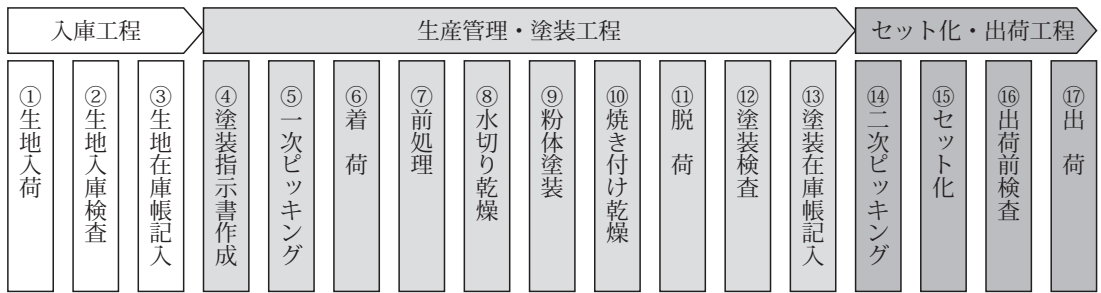 入庫工程
生産管理・塗装工程
セット化・出荷工程
①生地入荷
②生地入庫検査
③生地在庫帳記入
④塗装指示書作成
⑤一次ピッキング
⑥着　荷
⑦前処理
⑧水切り乾燥
⑨粉体塗装
⑩焼き付け乾燥
⑪脱　荷
⑫塗装検査
⑬塗装在庫帳記入
⑭二次ピッキング
⑮セット化
⑯出荷前検査
⑰出　荷